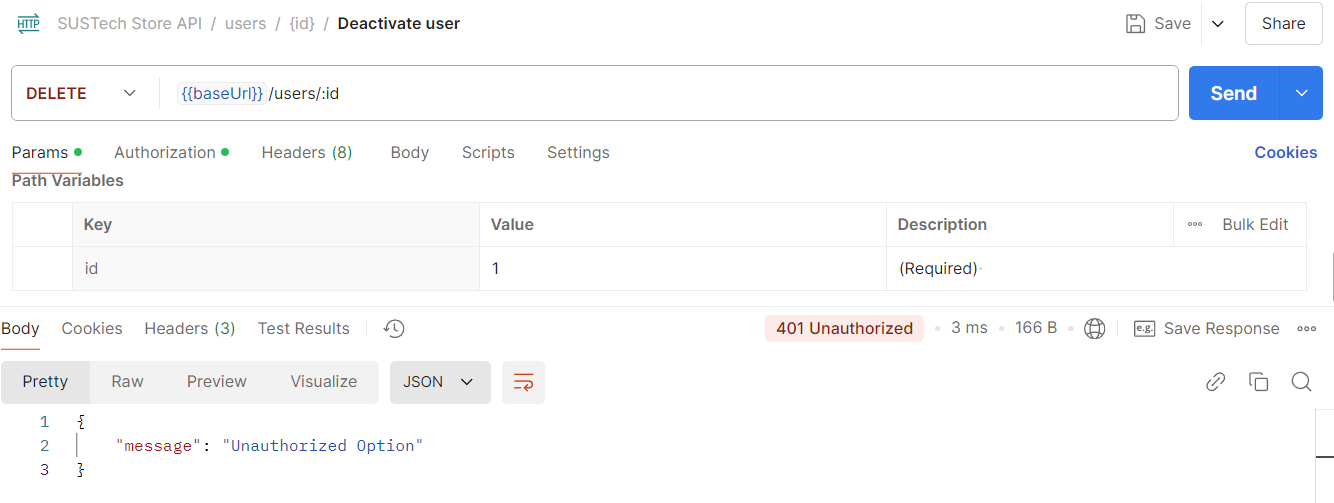 HTTP SUSTech Store API / users / {id} / Deactivate user Save Share
DELETE {{baseUrl}} /users/:id Send
Params Authorization Headers (8) Body Scripts Settings Cookies
Path Variables
Key Value Description Bulk Edit
id 1 (Required)
Body Cookies Headers (3) Test Results 401 Unauthorized 3 ms 166 B e.g. Save Response
Pretty Raw Preview Visualize JSON
1 {
2 "message": "Unauthorized Option"
3 }